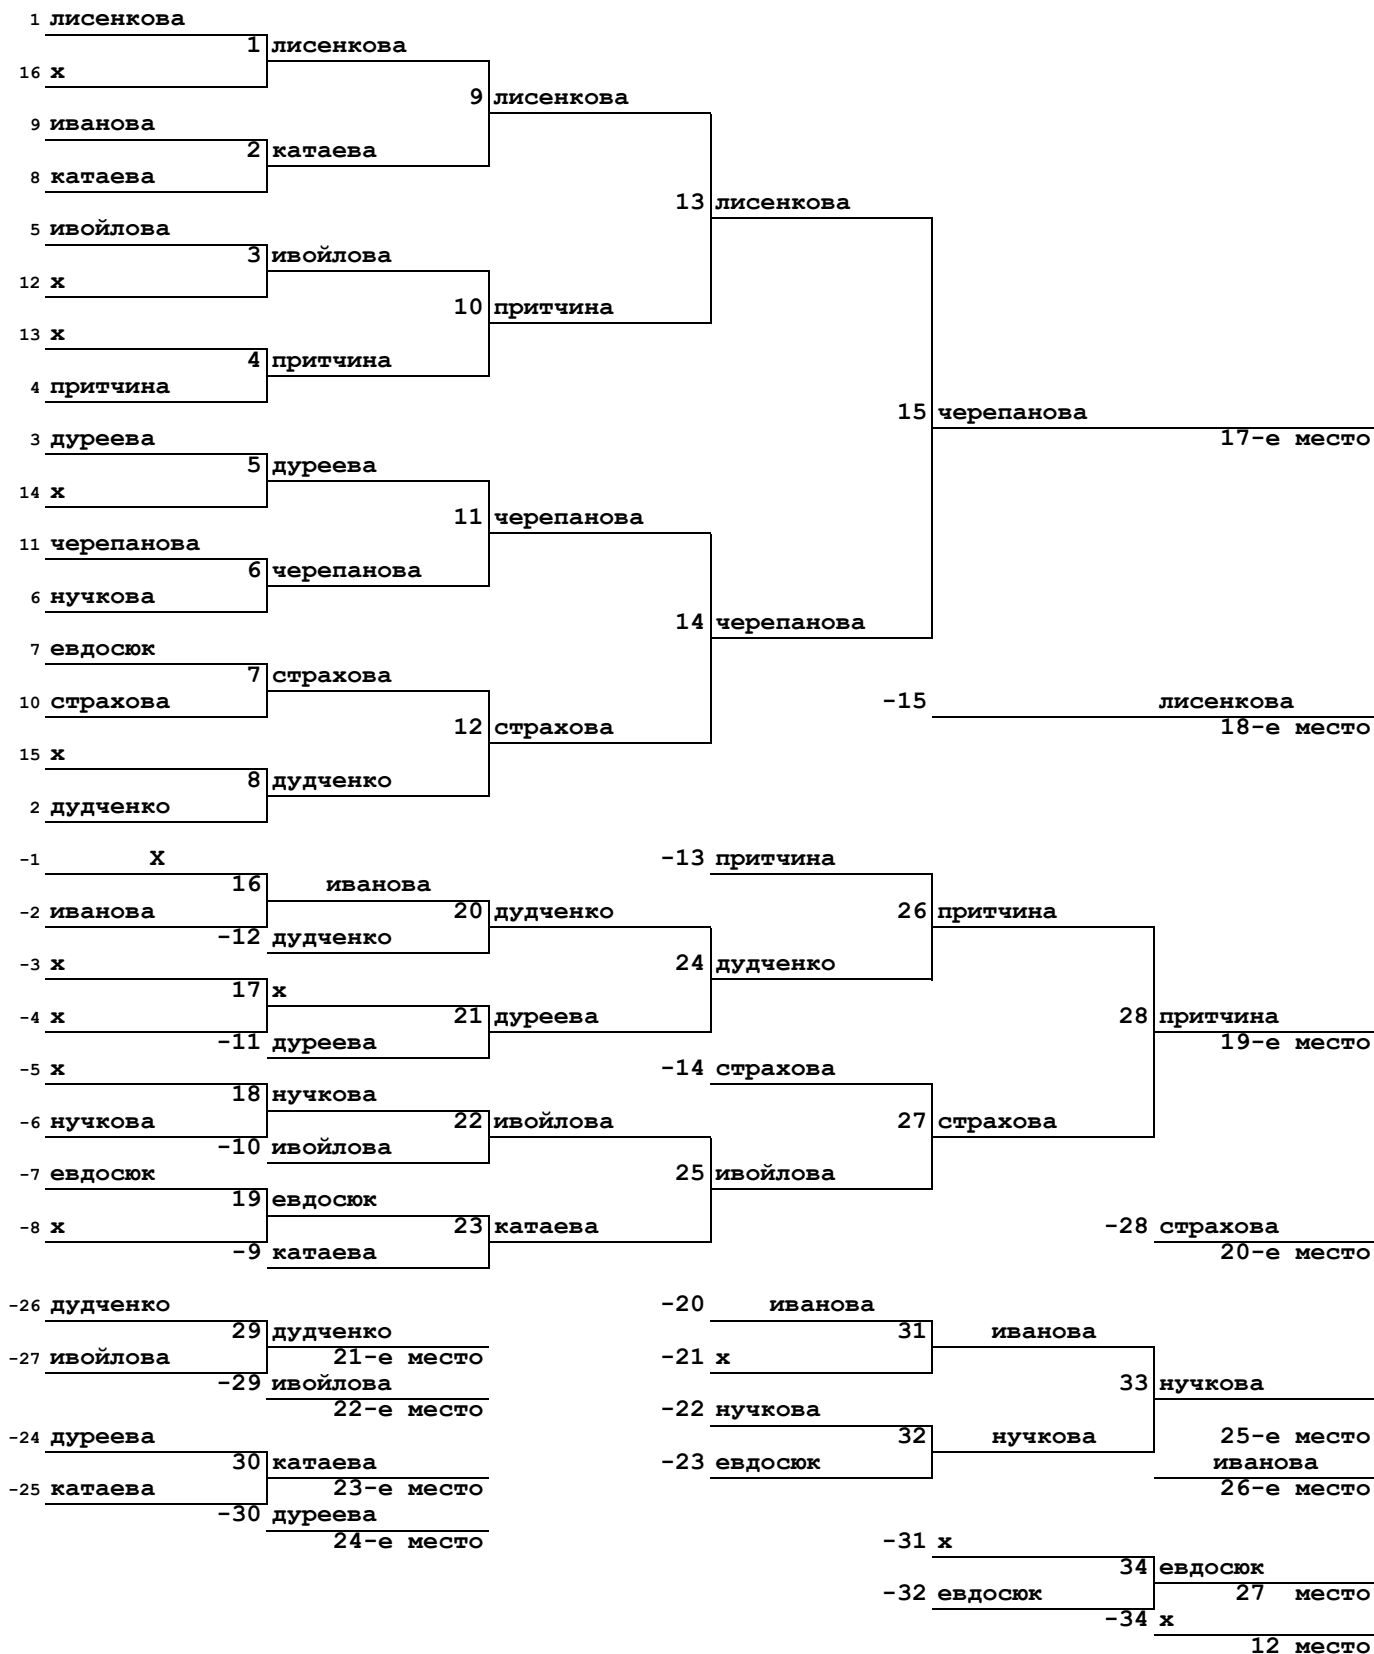 1 лисенкова
1 лисенкова
16 х
9 лисенкова
9 иванова
2 катаева
8 катаева
13 лисенкова
5 ивойлова
3 ивойлова
12 х
10 притчина
13 х
4 притчина
4 притчина
15 черепанова
3 дуреева
17-е место
5 дуреева
14 х
11 черепанова
11 черепанова
6 черепанова
6 нучкова
14 черепанова
7 евдосюк
7 страхова
10 страхова
-15 лисенкова
12 страхова
18-е место
15 х
8 дудченко
2 дудченко
-1 Х
-13 притчина
16 иванова
-2 иванова
20 дудченко
26 притчина
-12 дудченко
-3 х
24 дудченко
17 х
-4 х
21 дуреева
28 притчина
-11 дуреева
19-е место
-5 х
-14 страхова
18 нучкова
-6 нучкова
22 ивойлова
27 страхова
-10 ивойлова
-7 евдосюк
25 ивойлова
19 евдосюк
-8 х
23 катаева
-28 страхова
-9 катаева
20-е место
-26 дудченко
-20 иванова
29 дудченко
31 иванова
-27 ивойлова
21-е место
-21 х
-29 ивойлова
33 нучкова
22-е место
-22 нучкова
-24 дуреева
32 нучкова
25-е место
30 катаева
-23 евдосюк
иванова
-25 катаева
23-е место
26-е место
-30 дуреева
24-е место
-31 х
34 евдосюк
-32 евдосюк
27 место
-34 х
12 место